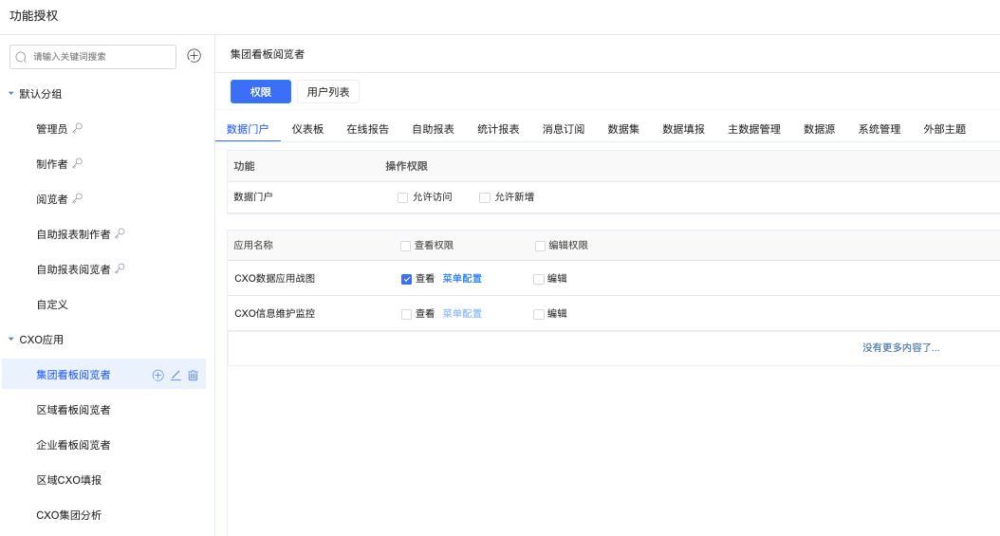 功能授权
请输入关键词搜索
默认分组
管理员
制作者
阅览者
自助报表制作者
自助报表阅览者
自定义
CXO应用
集团看板阅览者
区域看板阅览者
企业看板阅览者
区域CXO填报
CXO集团分析
集团看板阅览者
权限 用户列表
数据门户 仪表板 在线报告 自助报表 统计报表 消息订阅 数据集 数据填报 主数据管理 数据源 系统管理 外部主题
功能 操作权限
数据门户 允许访问 允许新增
应用名称 查看权限 编辑权限
CXO数据应用战图 查看 菜单配置 编辑
CXO信息维护监控 查看 菜单配置 编辑
没有更多内容了...